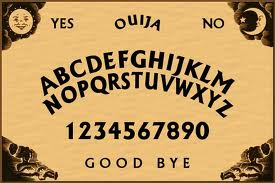 YES OUIJA NO
ABCDEFGHIJKLM
NOPQRSTUVWXYZ
1234567890
GOOD BYE